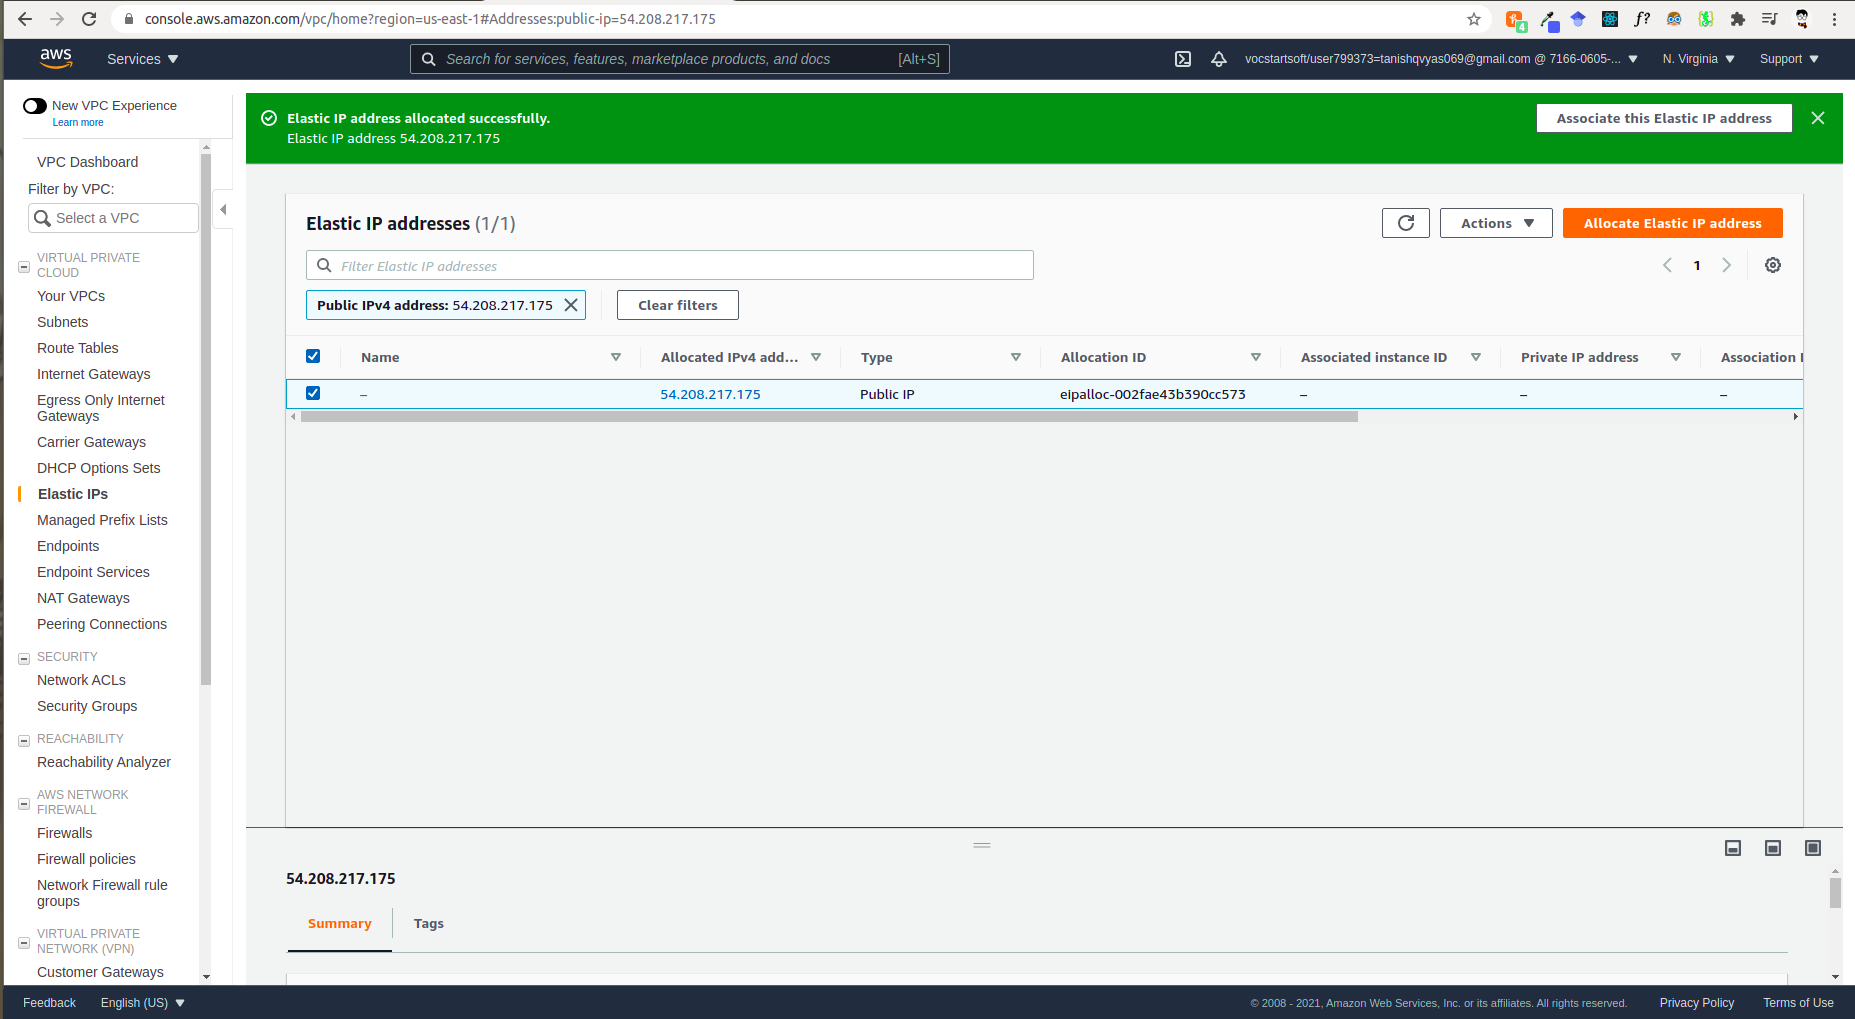 console.aws.amazon.com/vpc/home?region=us-east-1#Addresses:public-ip=54.208.217.175
4
f?
aws
Services
Search for services, features, marketplace products, and docs
[Alt+S]
vocstartsoft/user799373=tanishqvyas069@gmail.com @ 7166-0605-...
N. Virginia
Support
New VPC Experience
Learn more
VPC Dashboard
Filter by VPC:
Select a VPC
VIRTUAL PRIVATE
CLOUD
Your VPCs
Subnets
Route Tables
Internet Gateways
Egress Only Internet
Gateways
Carrier Gateways
DHCP Options Sets
Elastic IPs
Managed Prefix Lists
Endpoints
Endpoint Services
NAT Gateways
Peering Connections
SECURITY
Network ACLs
Security Groups
REACHABILITY
Reachability Analyzer
AWS NETWORK
FIREWALL
Firewalls
Firewall policies
Network Firewall rule
groups
VIRTUAL PRIVATE
NETWORK (VPN)
Customer Gateways
Elastic IP address allocated successfully.
Elastic IP address 54.208.217.175
Associate this Elastic IP address
Elastic IP addresses (1/1)
Actions
Allocate Elastic IP address
Filter Elastic IP addresses
1
Public IPv4 address: 54.208.217.175
Clear filters
Name
Allocated IPv4 add...
Type
Allocation ID
Associated instance ID
Private IP address
Association I
–
54.208.217.175
Public IP
eipalloc-002fae43b390cc573
–
–
–
54.208.217.175
Summary
Tags
Feedback
English (US)
© 2008 - 2021, Amazon Web Services, Inc. or its affiliates. All rights reserved.
Privacy Policy
Terms of Use